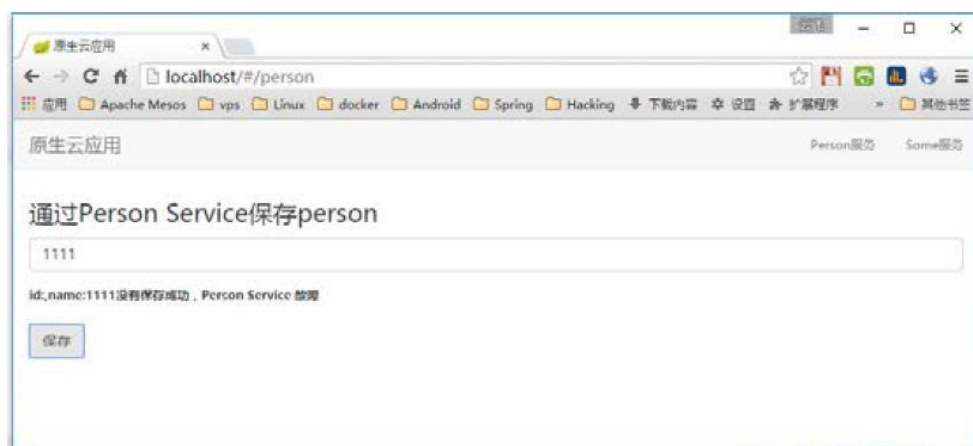 原生云应用
localhost/#/person
应用 Apache Mesos vps Linux docker Android Spring Hacking 下载内容 设置 扩展程序 » 其他书签
原生云应用 Person服务 Some服务
通过Person Service保存person
1111
id:,name:1111没有保存成功，Person Service 故障
保存